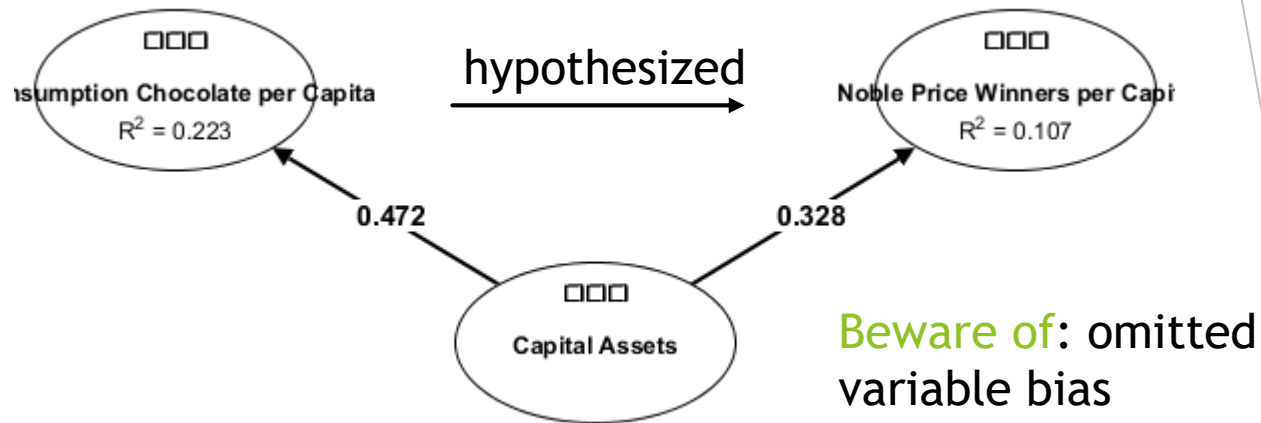 hypothesized
nsumption Chocolate per Capita
R² = 0.223
Noble Price Winners per Capi
R² = 0.107
0.472
0.328
Capital Assets
Beware of: omitted
variable bias